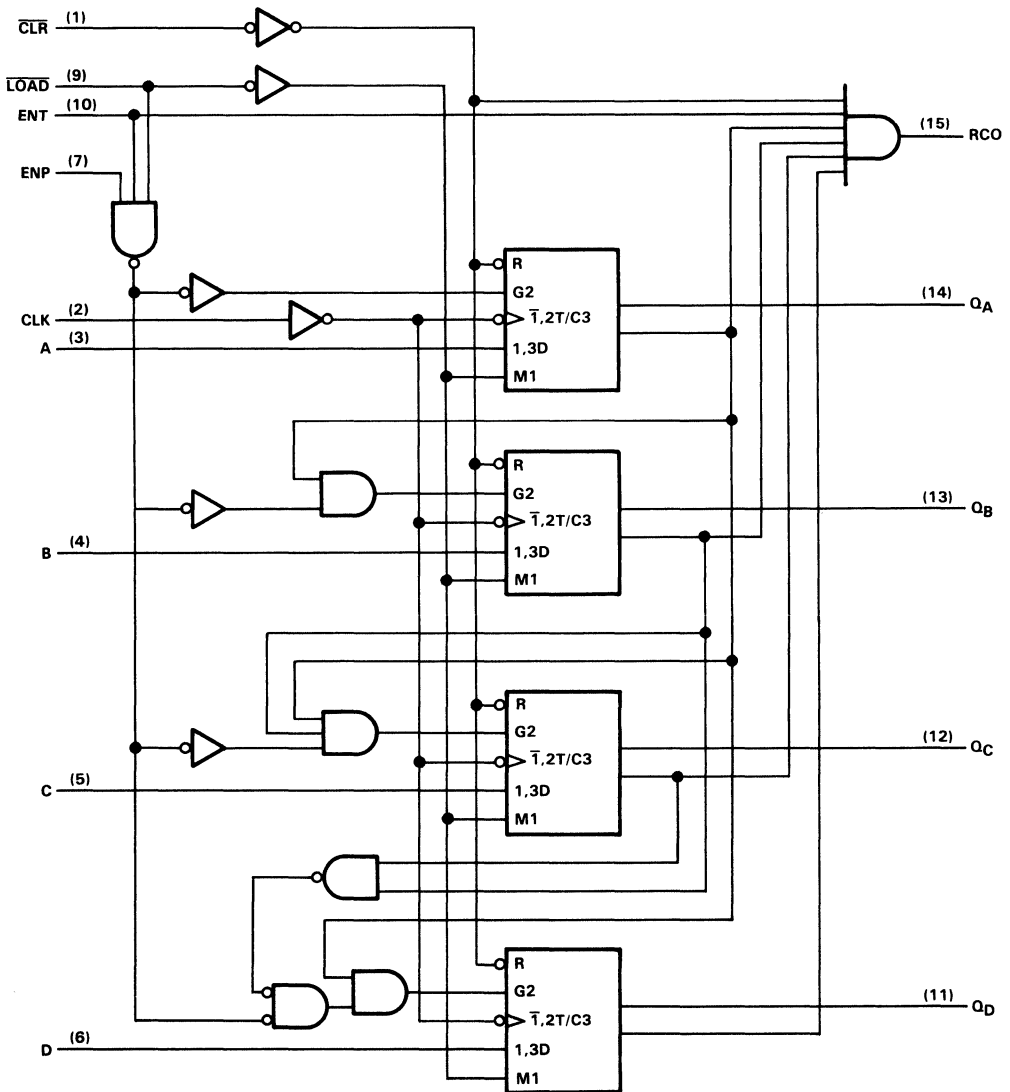 C̅L̅R̅ (1)
L̅O̅A̅D̅ (9)
ENT (10)
(15) RCO
ENP (7)
R
G2
CLK (2)
1̅,2T/C3
(14) QA
A (3)
1,3D
M1
R
G2
1̅,2T/C3
(13) QB
B (4)
1,3D
M1
R
G2
1̅,2T/C3
(12) QC
C (5)
1,3D
M1
R
G2
1̅,2T/C3
(11) QD
D (6)
1,3D
M1